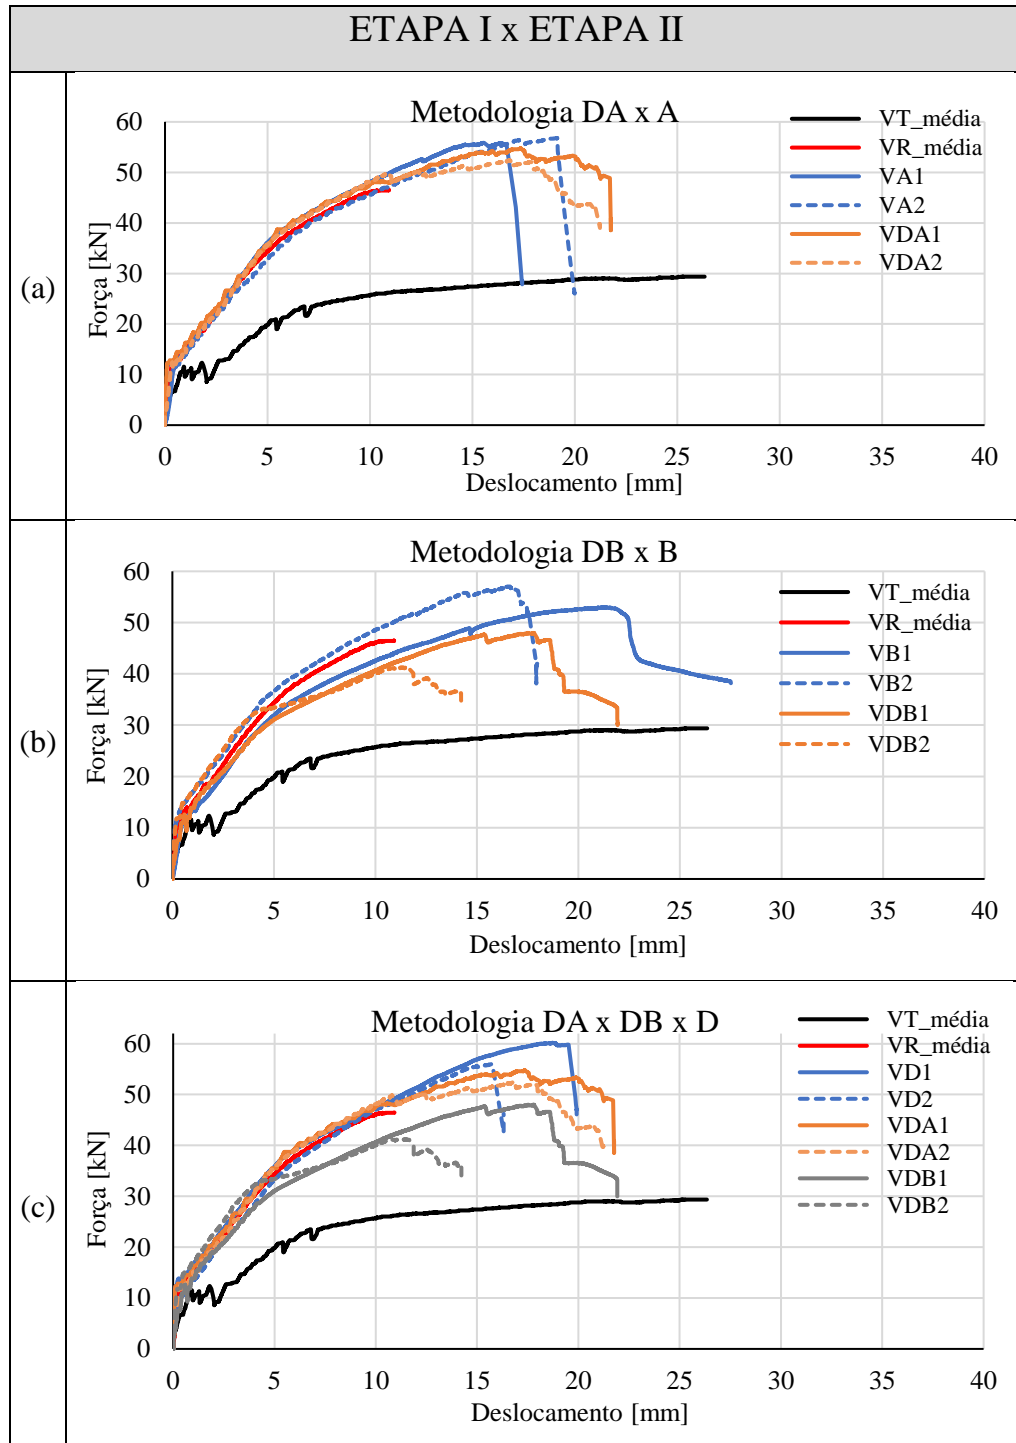 ETAPA I x ETAPA II
(a)
Metodologia DA x A
Força [kN]
60
50
40
30
20
10
0
0 5 10 15 20 25 30 35 40
Deslocamento [mm]
VT_média
VR_média
VA1
VA2
VDA1
VDA2
(b)
Metodologia DB x B
Força [kN]
60
50
40
30
20
10
0
0 5 10 15 20 25 30 35 40
Deslocamento [mm]
VT_média
VR_média
VB1
VB2
VDB1
VDB2
(c)
Metodologia DA x DB x D
Força [kN]
60
50
40
30
20
10
0
0 5 10 15 20 25 30 35 40
Deslocamento [mm]
VT_média
VR_média
VD1
VD2
VDA1
VDA2
VDB1
VDB2